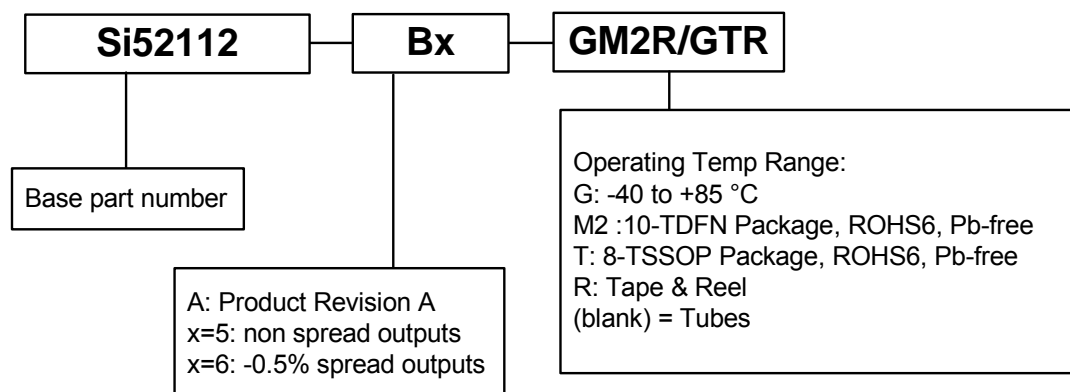 Si52112
Bx
GM2R/GTR
Base part number
A: Product Revision A
x=5: non spread outputs
x=6: -0.5% spread outputs
Operating Temp Range:
G: -40 to +85 °C
M2 :10-TDFN Package, ROHS6, Pb-free
T: 8-TSSOP Package, ROHS6, Pb-free
R: Tape & Reel
(blank) = Tubes